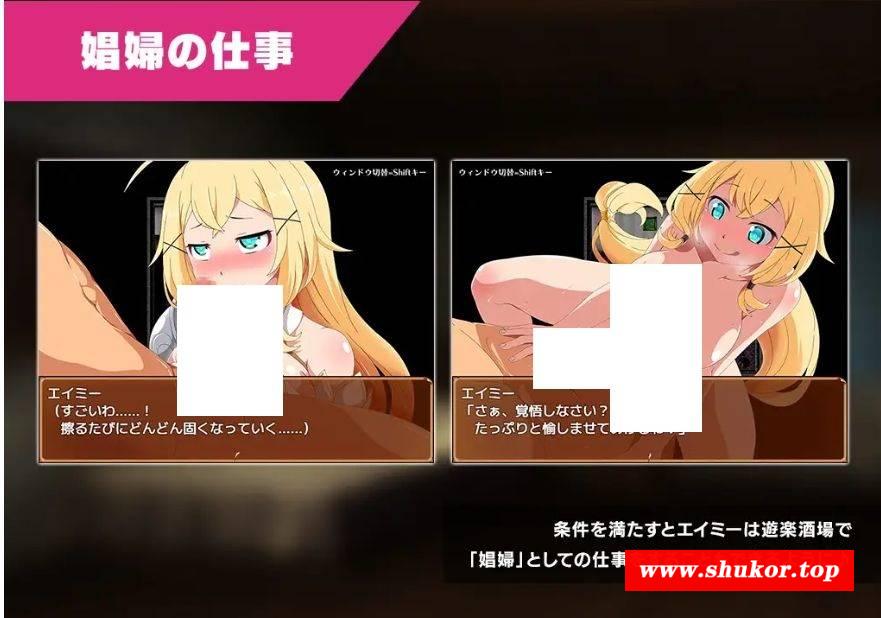 娼婦の仕事
ウィンドウ切替=Shiftキー
エイミー
(すごいわ……!
擦るたびにどんどん固くなっていく……)
ウィンドウ切替=Shiftキー
エイミー
「さぁ、覚悟しなさい?
たっぷりと愉しませて
条件を満たすとエイミーは遊楽酒場で
「娼婦」としての仕事
www.shukor.top